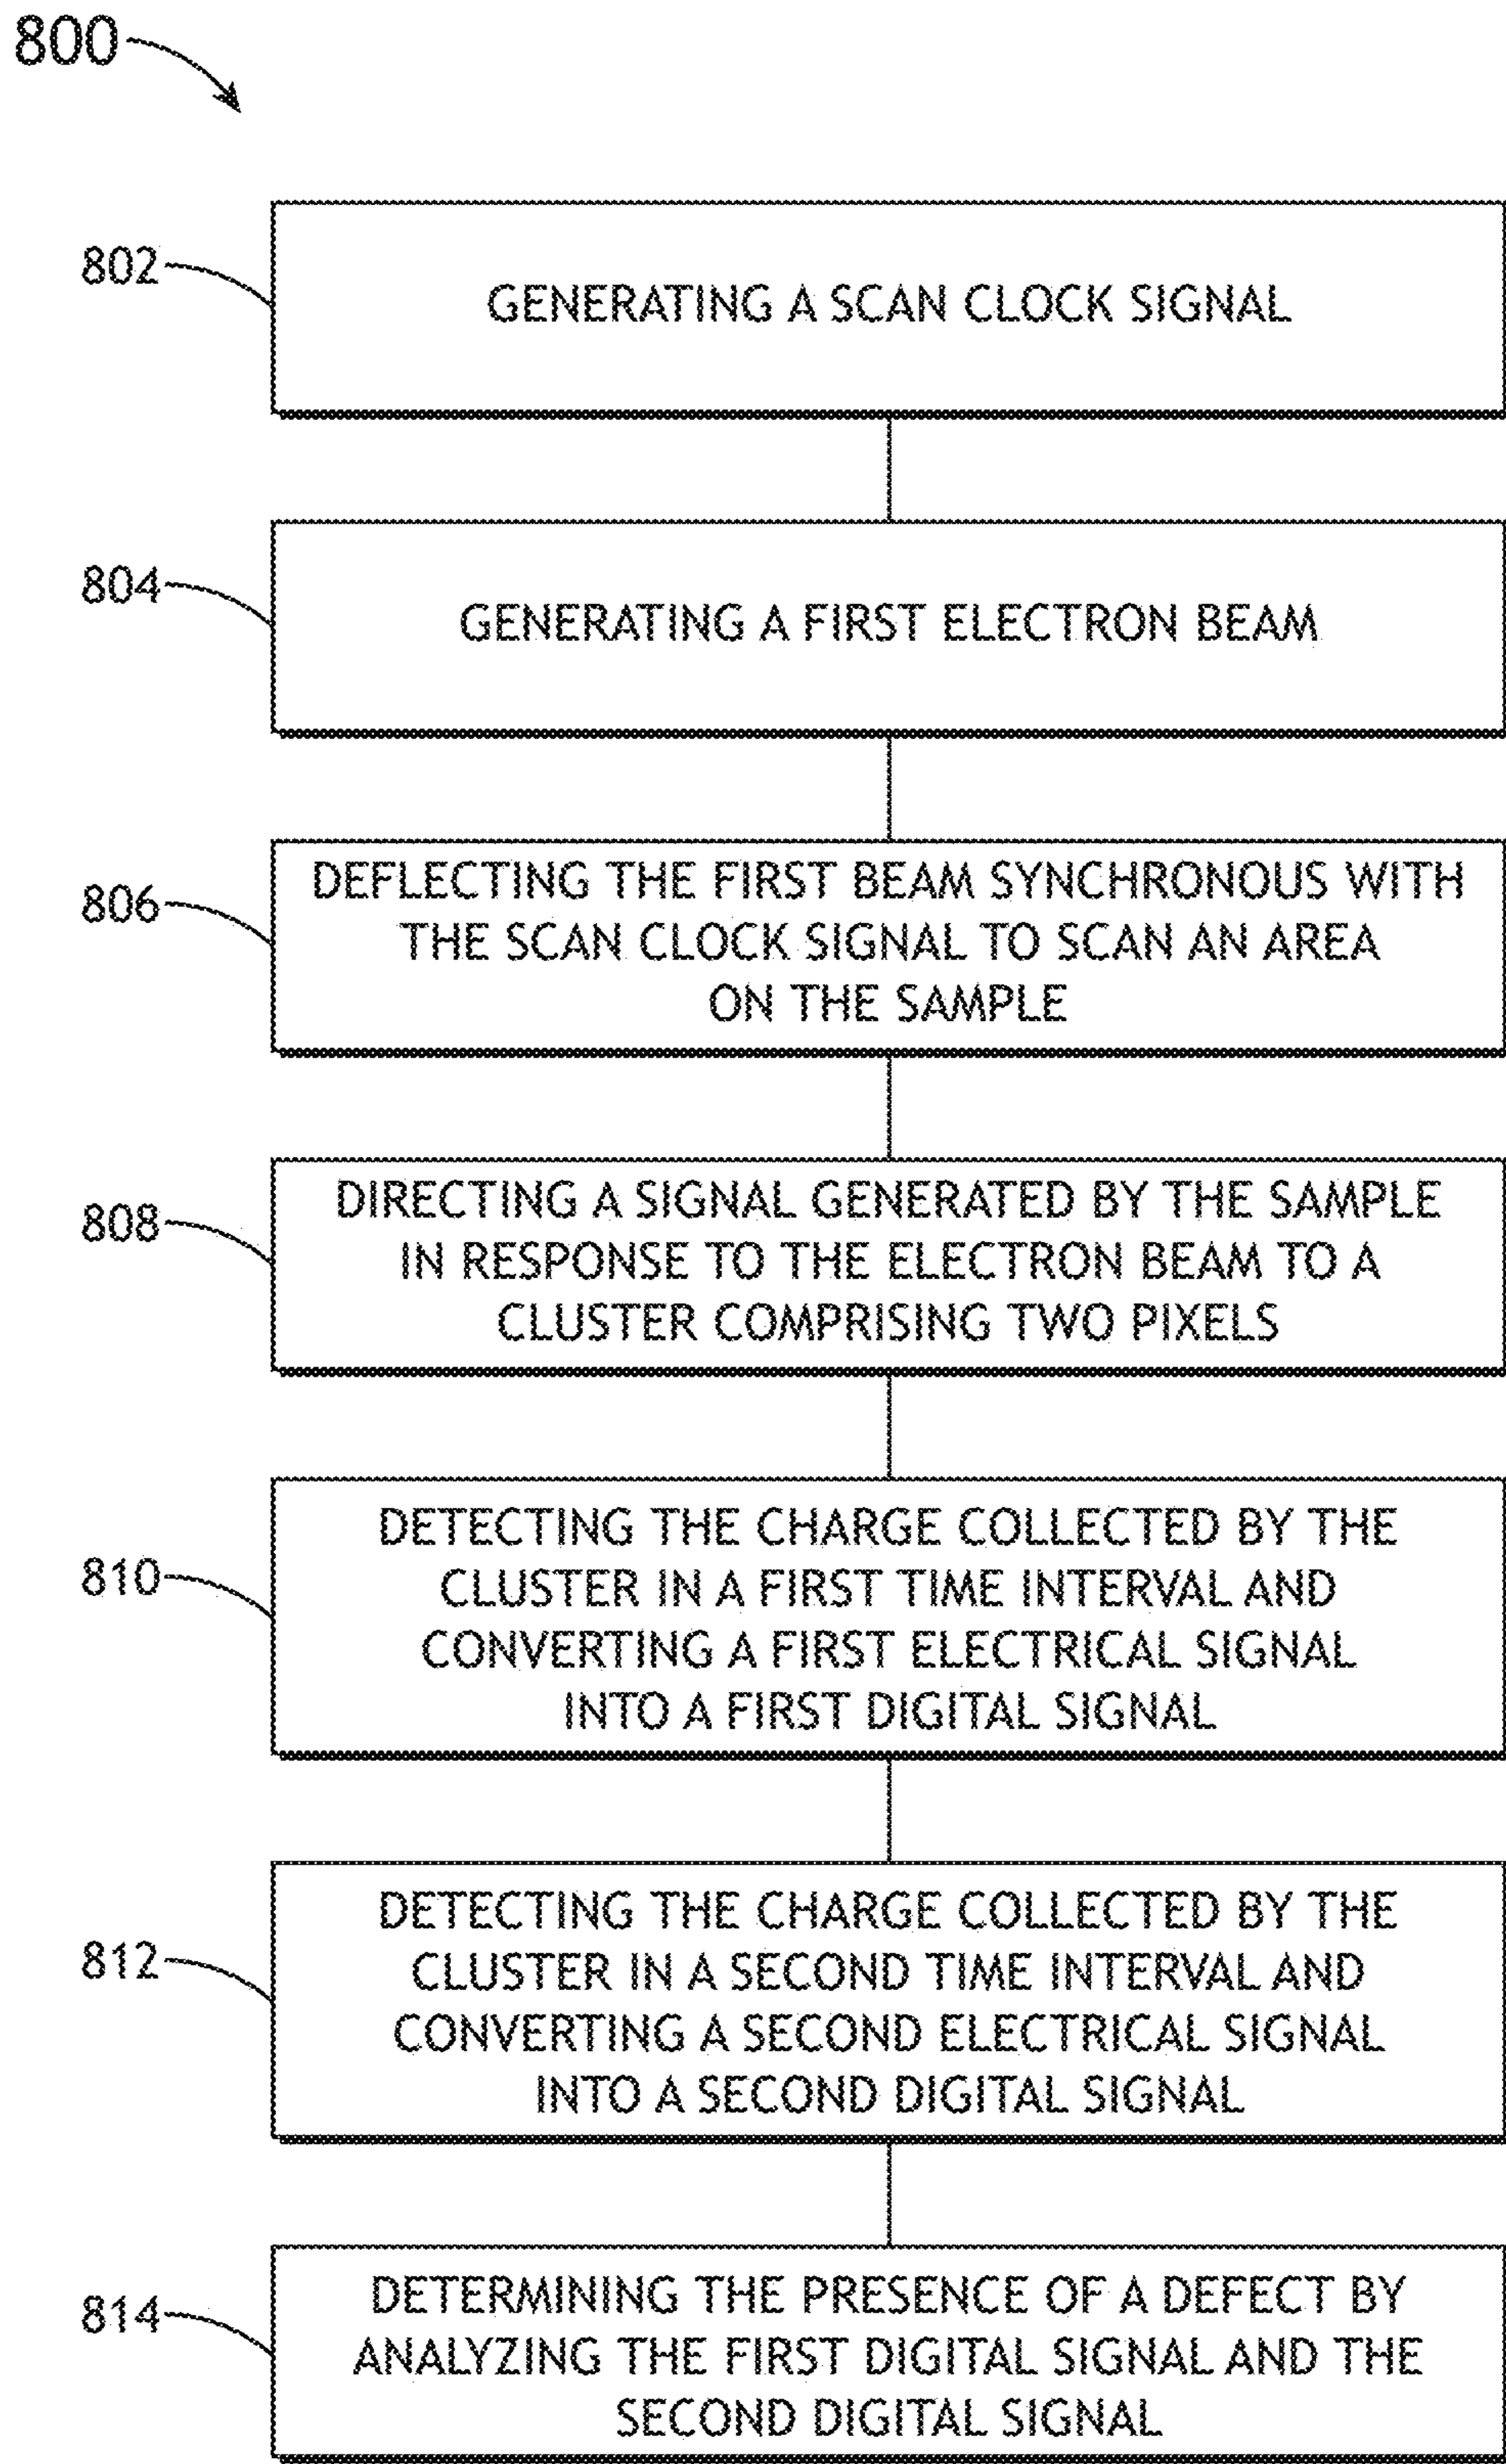 800
802
GENERATING A SCAN CLOCK SIGNAL
804
GENERATING A FIRST ELECTRON BEAM
806
DEFLECTING THE FIRST BEAM SYNCHRONOUS WITH
THE SCAN CLOCK SIGNAL TO SCAN AN AREA
ON THE SAMPLE
808
DIRECTING A SIGNAL GENERATED BY THE SAMPLE
IN RESPONSE TO THE ELECTRON BEAM TO A
CLUSTER COMPRISING TWO PIXELS
810
DETECTING THE CHARGE COLLECTED BY THE
CLUSTER IN A FIRST TIME INTERVAL AND
CONVERTING A FIRST ELECTRICAL SIGNAL
INTO A FIRST DIGITAL SIGNAL
812
DETECTING THE CHARGE COLLECTED BY THE
CLUSTER IN A SECOND TIME INTERVAL AND
CONVERTING A SECOND ELECTRICAL SIGNAL
INTO A SECOND DIGITAL SIGNAL
814
DETERMINING THE PRESENCE OF A DEFECT BY
ANALYZING THE FIRST DIGITAL SIGNAL AND THE
SECOND DIGITAL SIGNAL